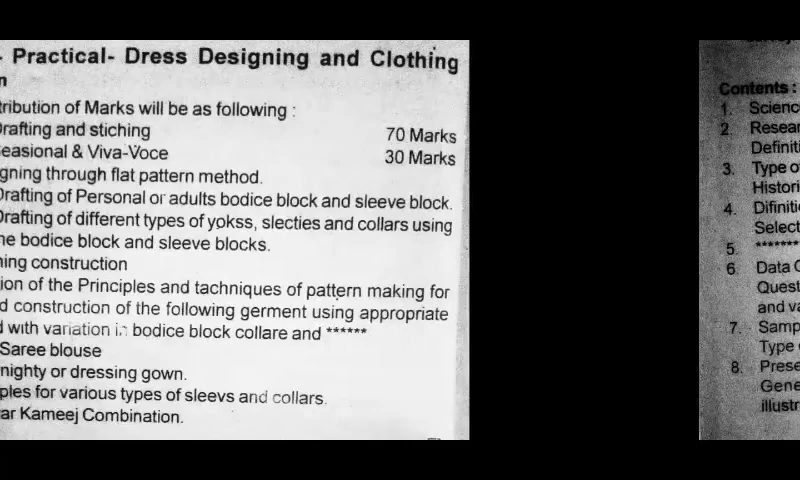 - Practical- Dress Designing and Clothing
n
tribution of Marks will be as following :
Drafting and stiching 70 Marks
easional & Viva-Voce 30 Marks
gning through flat pattern method.
Drafting of Personal or adults bodice block and sleeve block.
Drafting of different types of yokss, slecties and collars using
he bodice block and sleeve blocks.
hing construction
ion of the Principles and tachniques of pattern making for
d construction of the following germent using appropriate
d with variation in bodice block collare and ******
Saree blouse
nighty or dressing gown.
ples for various types of sleevs and collars.
ar Kameej Combination.
Contents :
1. Science
2. Resear
Definiti
3. Type of
Histori
4. Difinitio
Select
5. *******
6. Data C
Quest
and va
7. Samp
Type
8. Prese
Gene
illustr